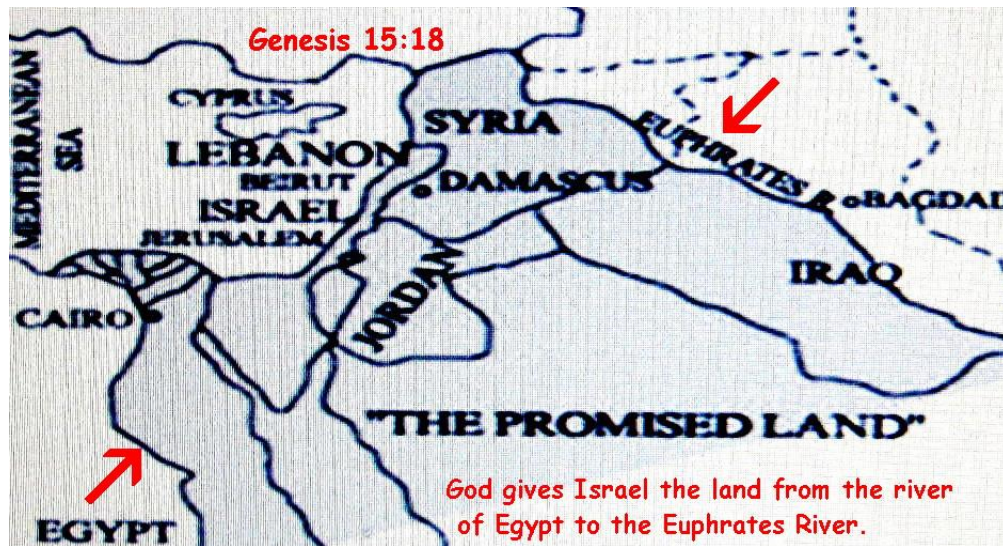 Genesis 15:18
MEDITERRANEAN
SEA
CYPRUS
SYRIA
EUPHRATES R
LEBANON
BEIRUT
DAMASCUS
BAGDAD
ISRAEL
JERUSALEM
JORDAN
IRAQ
CAIRO
"THE PROMISED LAND"
God gives Israel the land from the river
of Egypt to the Euphrates River.
EGYPT